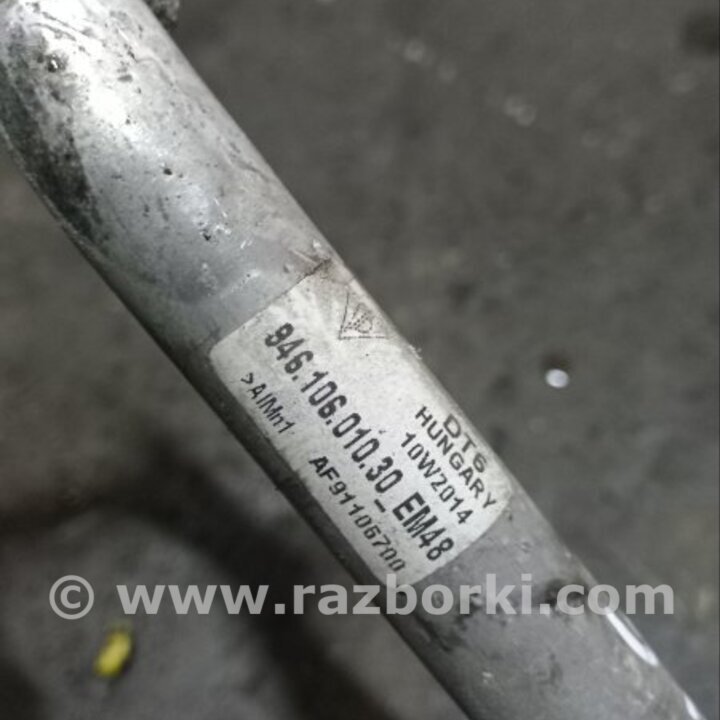 DT6
HUNGARY
10W2014
946.106.010.30_EM48
>AlMn1
AF91106700
© www.razborki.com